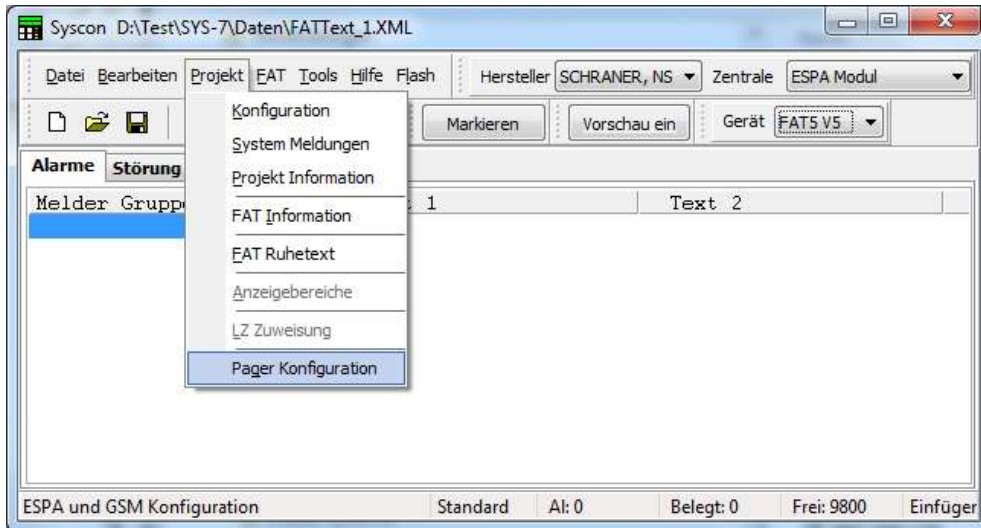 Syscon D:\Test\SYS-7\Daten\FATText_1.XML
Datei Bearbeiten Projekt FAT Tools Hilfe Flash Hersteller SCHRANER, NS Zentrale ESPA Modul
Markieren Vorschau ein Gerät FAT5 V5
Konfiguration
System Meldungen
Projekt Information
FAT Information
FAT Ruhetext
Anzeigebereiche
LZ Zuweisung
Pager Konfiguration
Alarme Störung
Melder Gruppe 1 Text 2
ESPA und GSM Konfiguration Standard Al: 0 Belegt: 0 Frei: 9800 Einfüger